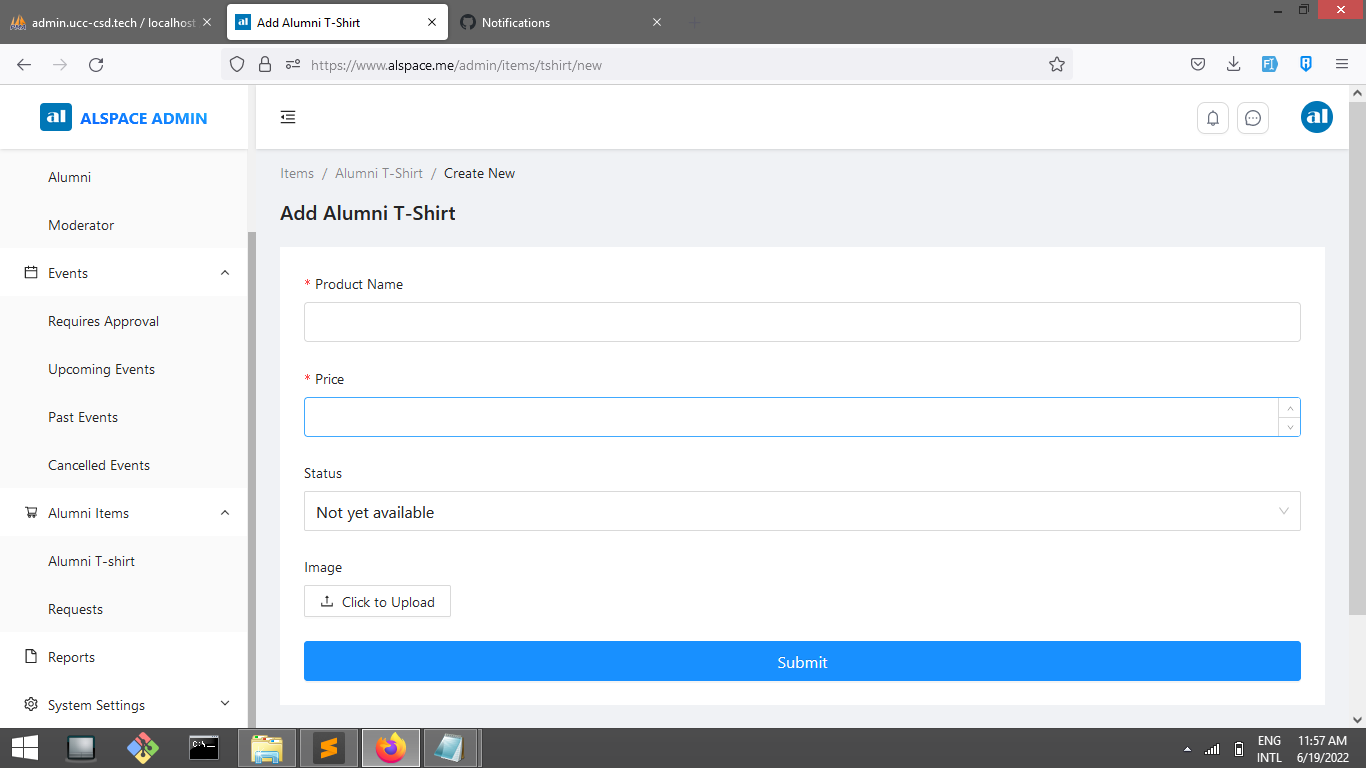 admin.ucc-csd.tech / localhost
Add Alumni T-Shirt
Notifications
https://www.alspace.me/admin/items/tshirt/new
al ALSPACE ADMIN
al
Alumni
Moderator
Events
Requires Approval
Upcoming Events
Past Events
Cancelled Events
Alumni Items
Alumni T-shirt
Requests
Reports
System Settings
Items / Alumni T-Shirt / Create New
Add Alumni T-Shirt
* Product Name
* Price
Status
Not yet available
Image
Click to Upload
Submit
ENG 11:57 AM
INTL 6/19/2022